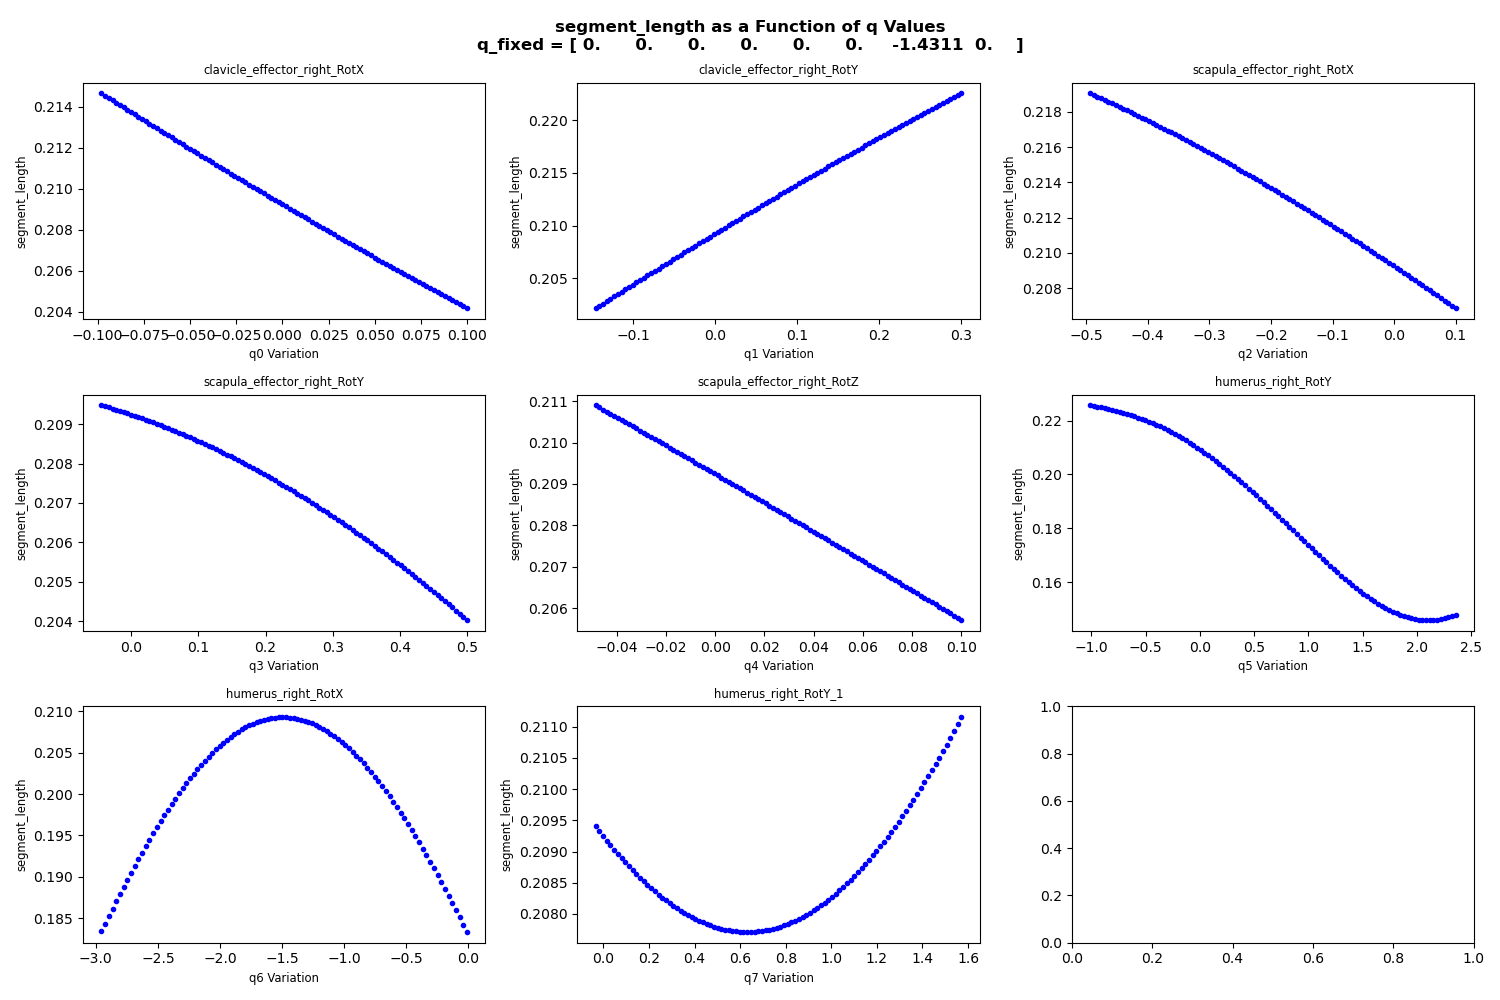 segment_length as a Function of q Values
q_fixed = [ 0. 0. 0. 0. 0. 0. -1.4311 0. ]
clavicle_effector_right_RotX
0.214
0.212
0.210
0.208
0.206
0.204
segment_length
−0.100 −0.075 −0.050 −0.025 0.000 0.025 0.050 0.075 0.100
q0 Variation
clavicle_effector_right_RotY
0.220
0.215
0.210
0.205
segment_length
−0.1 0.0 0.1 0.2 0.3
q1 Variation
scapula_effector_right_RotX
0.218
0.216
0.214
0.212
0.210
0.208
segment_length
−0.5 −0.4 −0.3 −0.2 −0.1 0.0 0.1
q2 Variation
scapula_effector_right_RotY
0.209
0.208
0.207
0.206
0.205
0.204
segment_length
0.0 0.1 0.2 0.3 0.4 0.5
q3 Variation
scapula_effector_right_RotZ
0.211
0.210
0.209
0.208
0.207
0.206
segment_length
−0.04 −0.02 0.00 0.02 0.04 0.06 0.08 0.10
q4 Variation
humerus_right_RotY
0.22
0.20
0.18
0.16
segment_length
−1.0 −0.5 0.0 0.5 1.0 1.5 2.0 2.5
q5 Variation
humerus_right_RotX
0.210
0.205
0.200
0.195
0.190
0.185
segment_length
−3.0 −2.5 −2.0 −1.5 −1.0 −0.5 0.0
q6 Variation
humerus_right_RotY_1
0.2110
0.2105
0.2100
0.2095
0.2090
0.2085
0.2080
segment_length
0.0 0.2 0.4 0.6 0.8 1.0 1.2 1.4 1.6
q7 Variation
1.0
0.8
0.6
0.4
0.2
0.0
0.0 0.2 0.4 0.6 0.8 1.0